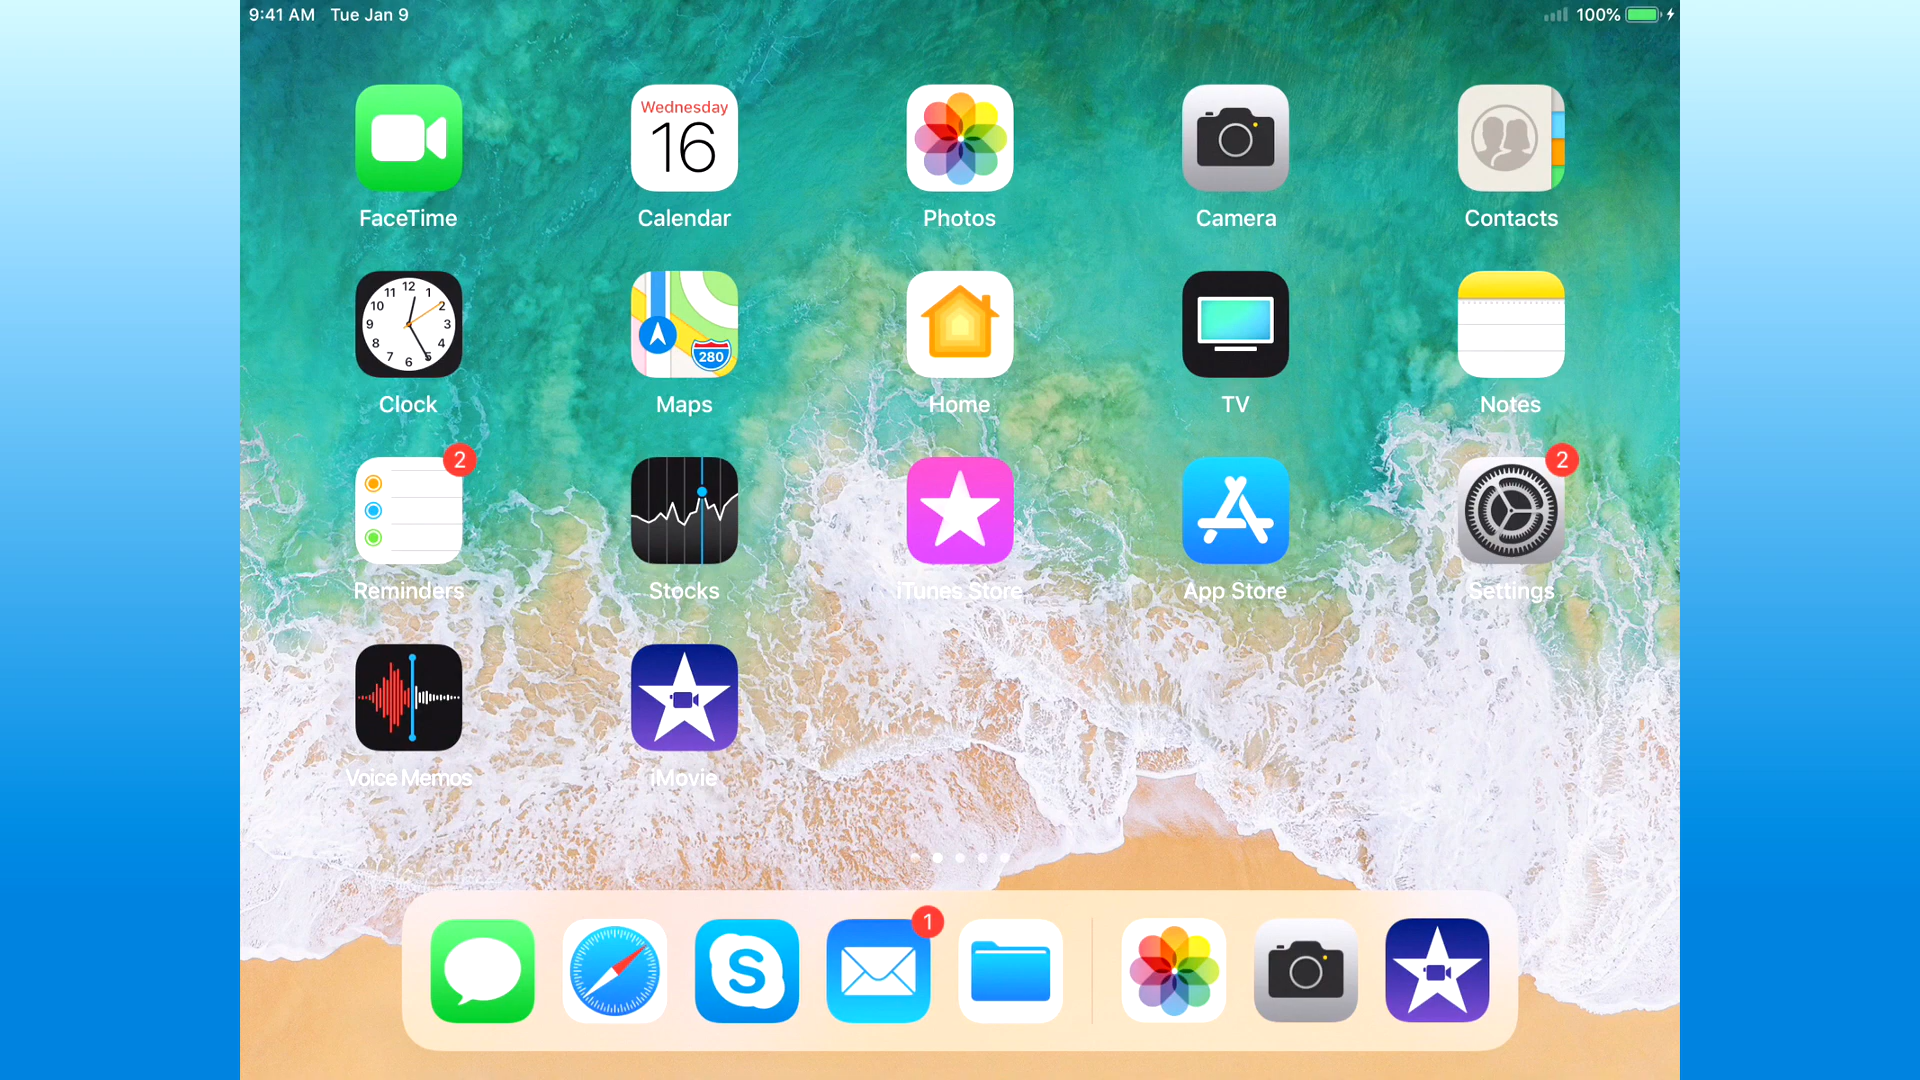 9:41 AM Tue Jan 9
100%
Wednesday
16
FaceTime
Calendar
Photos
Camera
Contacts
12
11
1
10
2
9
3
8
4
7
5
6
280
Clock
Maps
Home
TV
Notes
2
2
Reminders
Stocks
iTunes Store
App Store
Settings
Voice Memos
iMovie
S
1